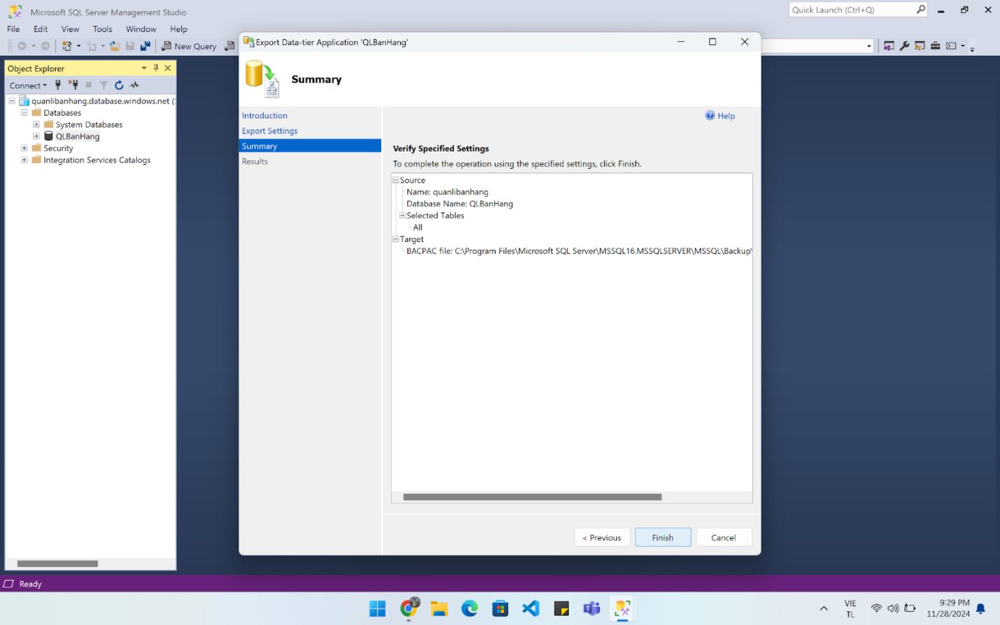 Microsoft SQL Server Management Studio
Quick Launch (Ctrl+Q)
File Edit View Tools Window Help
New Query
Object Explorer
Connect
quanlibanhang.database.windows.net (
Databases
System Databases
QLBanHang
Security
Integration Services Catalogs
Export Data-tier Application 'QLBanHang'
Summary
Introduction
Export Settings
Summary
Results
Help
Verify Specified Settings
To complete the operation using the specified settings, click Finish.
Source
Name: quanlibanhang
Database Name: QLBanHang
Selected Tables
All
Target
BACPAC file: C:\Program Files\Microsoft SQL Server\MSSQL16.MSSQLSERVER\MSSQL\Backup\
< Previous Finish Cancel
Ready
VIE
TL
9:29 PM
11/28/2024